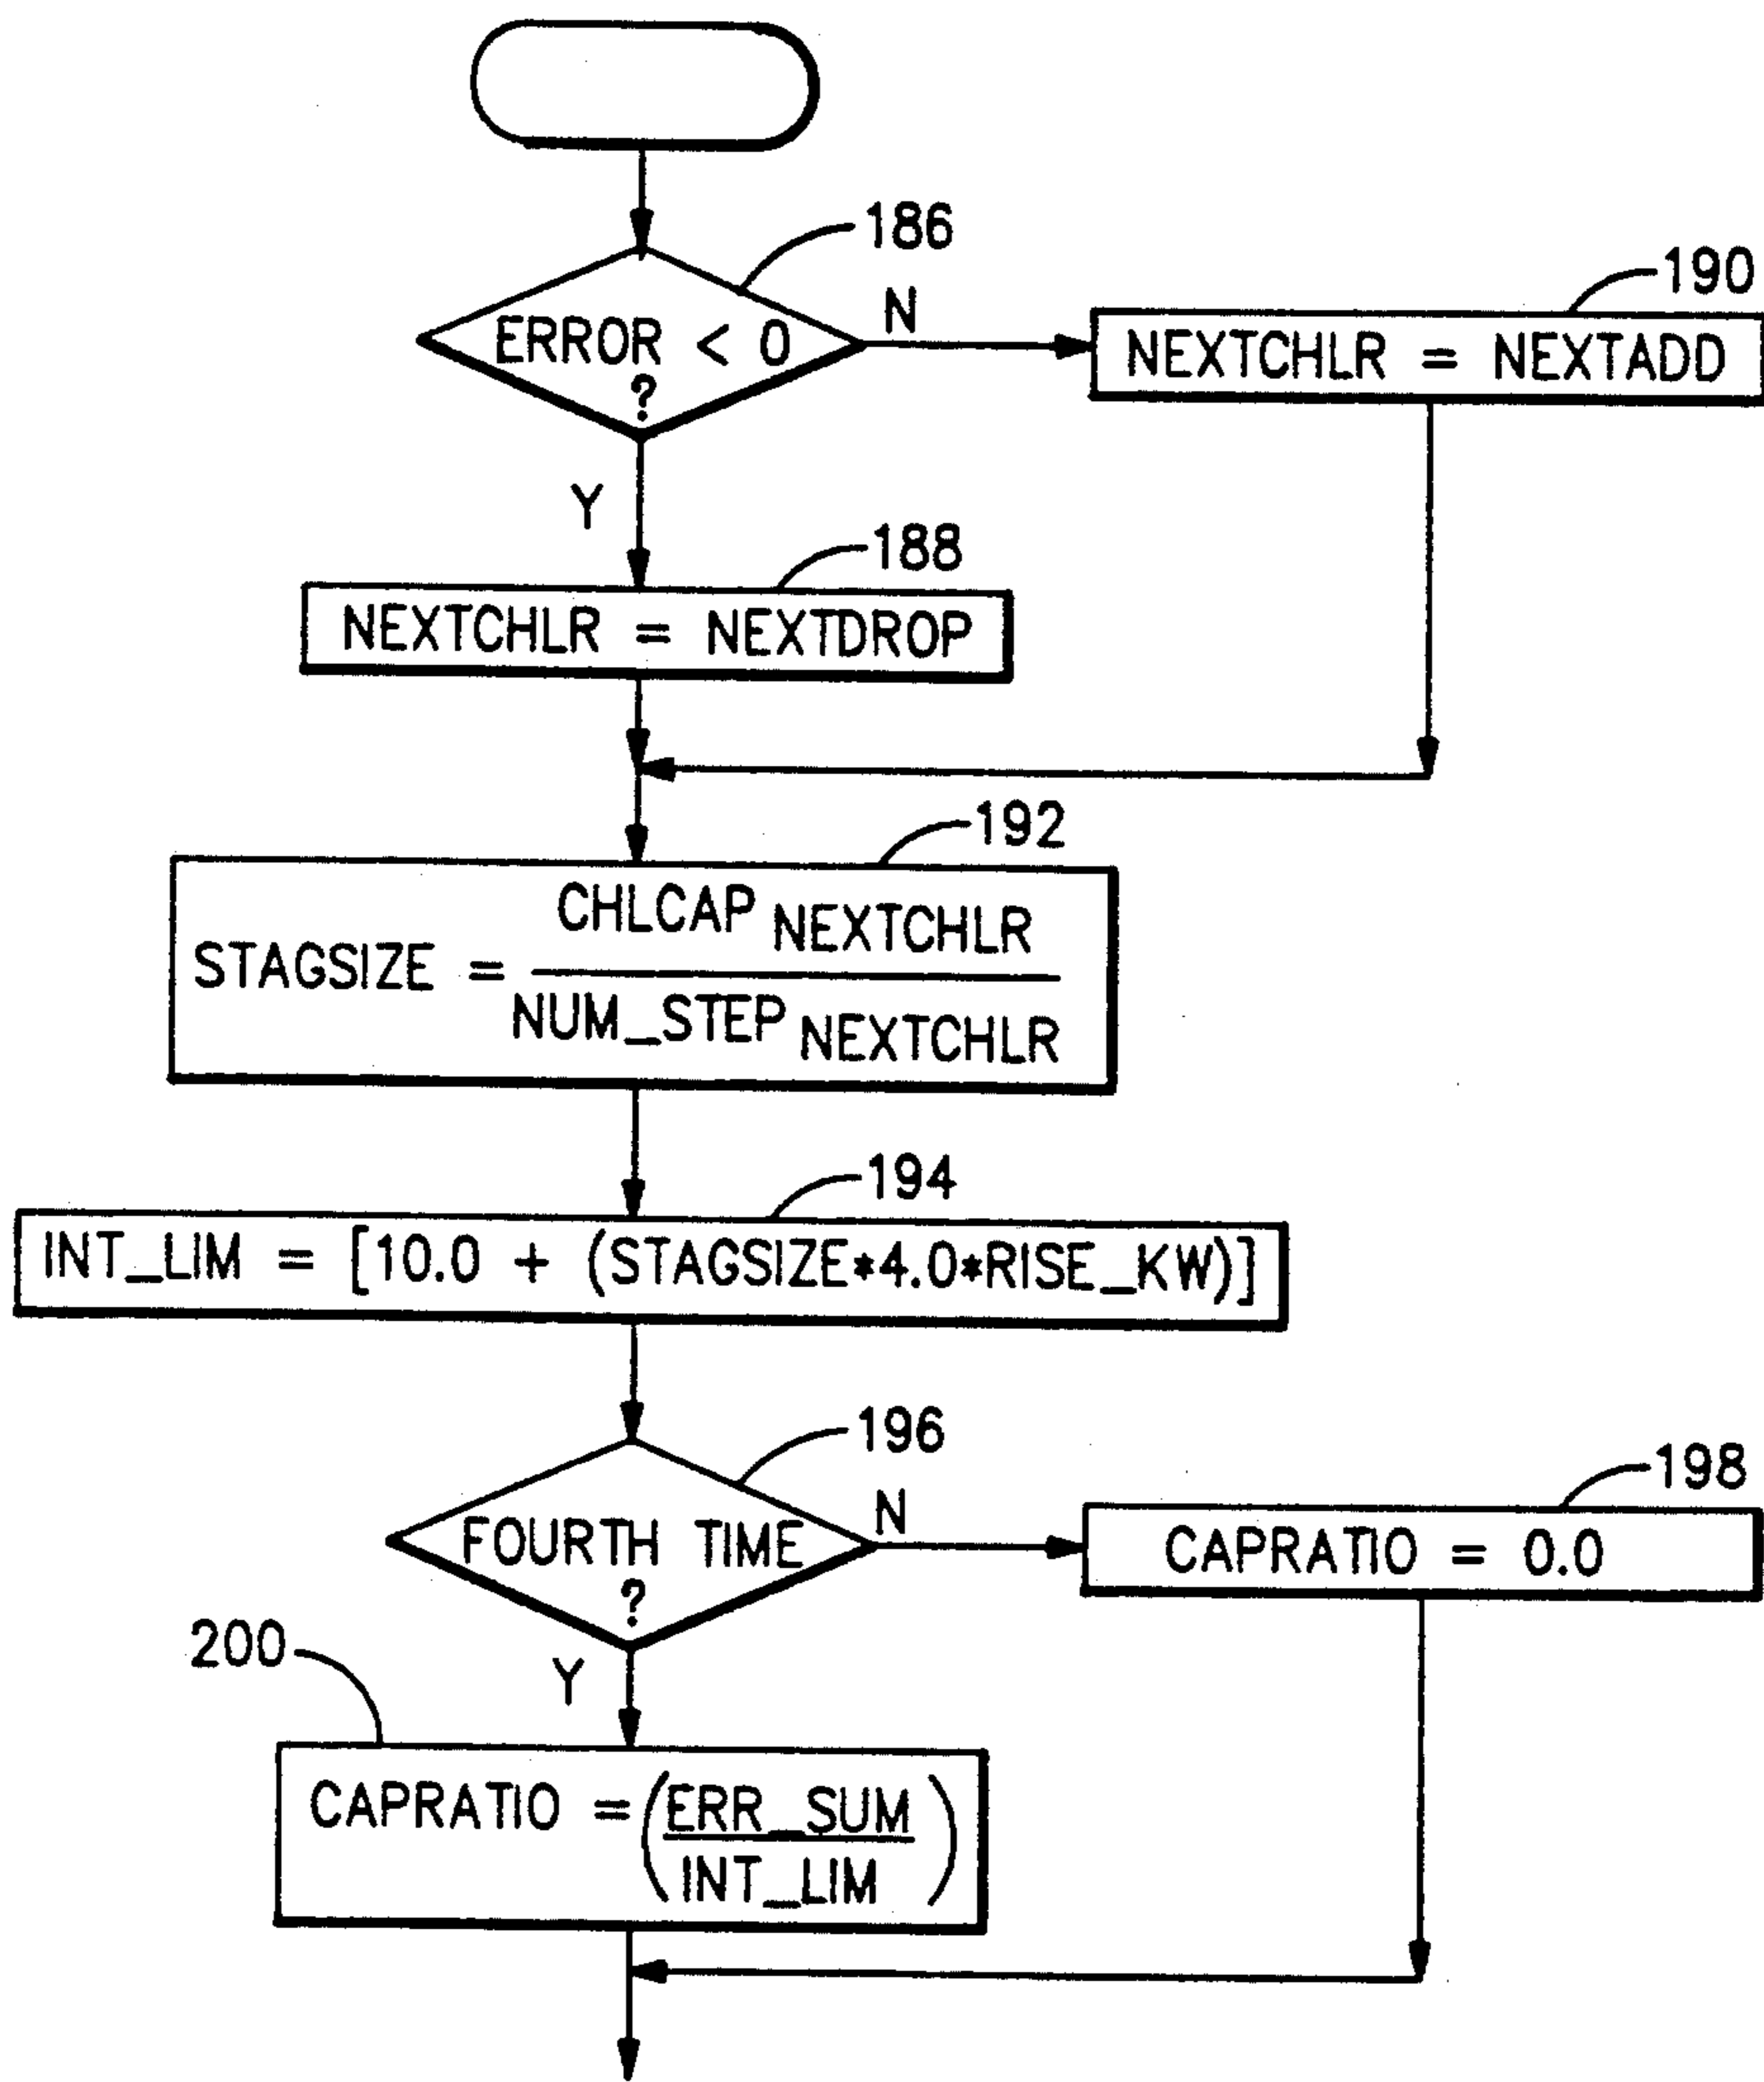 186
ERROR < 0
?
N
190
NEXTCHLR = NEXTADD
Y
188
NEXTCHLR = NEXTDROP
192
STAGSIZE = CHLCAP NEXTCHLR
NUM_STEP NEXTCHLR
194
INT_LIM = [10.0 + (STAGSIZE*4.0*RISE_KW)]
196
FOURTH TIME
?
N
198
CAPRATIO = 0.0
Y
200
CAPRATIO = (ERR_SUM
INT_LIM)